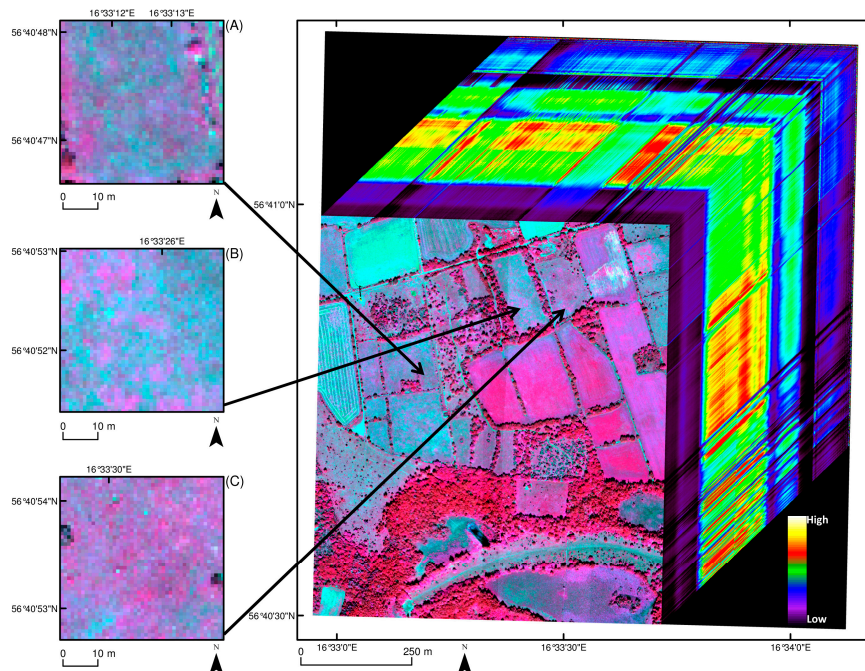 16°33'12"E 16°33'13"E
(A)
56°40'48"N
56°40'47"N
0 10 m
N
16°33'26"E
(B)
56°40'53"N
56°40'52"N
0 10 m
N
16°33'30"E
(C)
56°40'54"N
56°40'53"N
0 10 m
N
56°41'0"N
56°40'30"N
High
Low
16°33'0"E 16°33'30"E 16°34'0"E
0 250 m
N